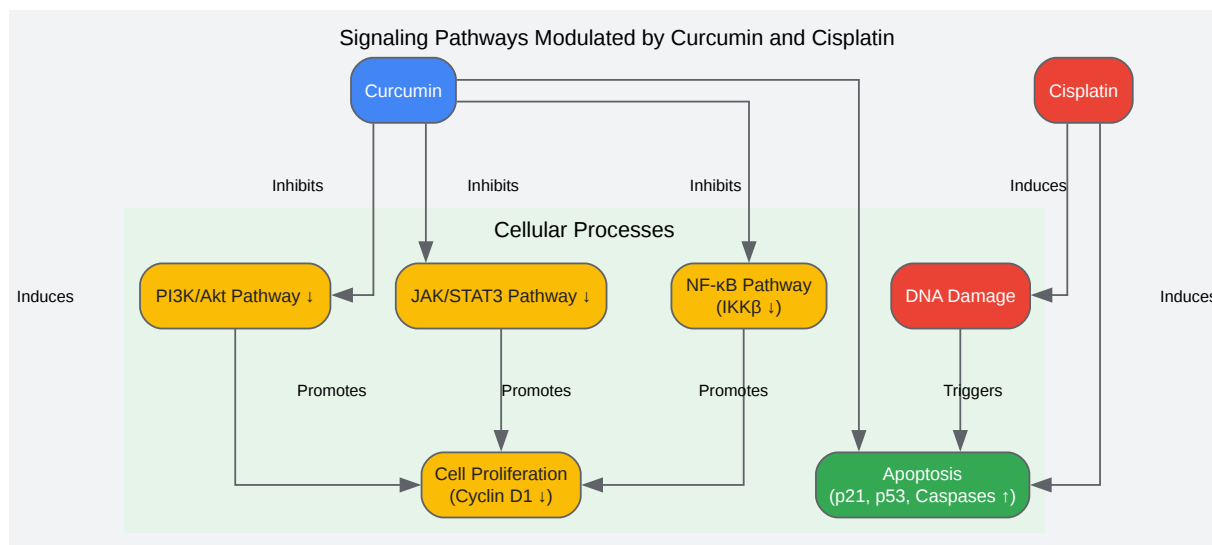 Signaling Pathways Modulated by Curcumin and Cisplatin
Curcumin
Cisplatin
Inhibits
Inhibits
Inhibits
Induces
Cellular Processes
PI3K/Akt Pathway ↓
JAK/STAT3 Pathway ↓
NF-κB Pathway
(IKKβ ↓)
DNA Damage
Induces
Induces
Promotes
Promotes
Promotes
Triggers
Cell Proliferation
(Cyclin D1 ↓)
Apoptosis
(p21, p53, Caspases ↑)